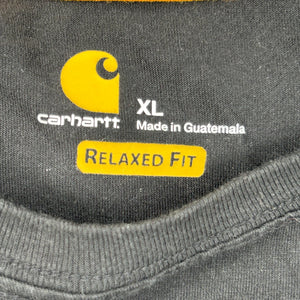 carhartt
XL
Made in Guatemala
RELAXED FIT